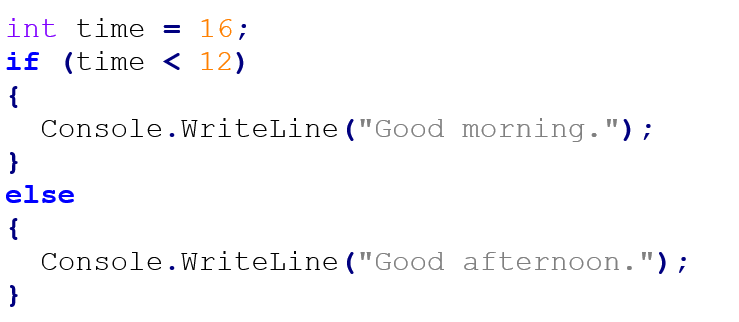 int time = 16;
if (time < 12)
{
  Console.WriteLine("Good morning.");
}
else
{
  Console.WriteLine("Good afternoon.");
}